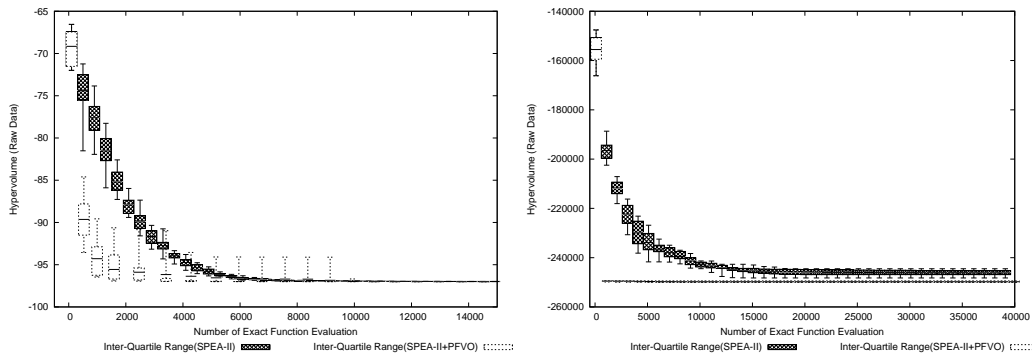 -65
-70
-75
-80
-85
-90
-95
-100
Hypervolume (Raw Data)
0 2000 4000 6000 8000 10000 12000 14000
Number of Exact Function Evaluation
Inter-Quartile Range(SPEA-II) Inter-Quartile Range(SPEA-II+PFVO)
-140000
-160000
-180000
-200000
-220000
-240000
-260000
Hypervolume (Raw Data)
0 5000 10000 15000 20000 25000 30000 35000 40000
Number of Exact Function Evaluation
Inter-Quartile Range(SPEA-II) Inter-Quartile Range(SPEA-II+PFVO)